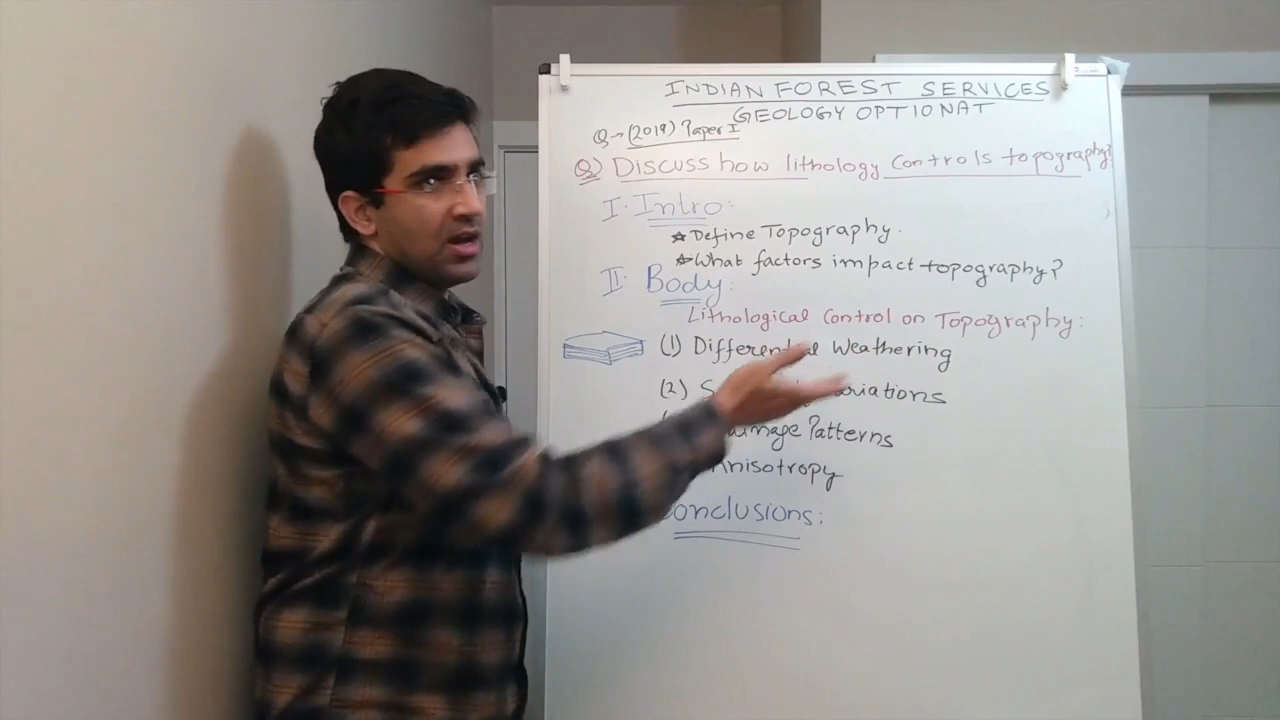 INDIAN FOREST SERVICES
GEOLOGY OPTIONAT
Q → (2019) Paper I
Q) Discuss how lithology controls topography?
I. Intro:
* Define Topography.
* What factors impact topography?
II. Body:
Lithological Control on Topography:
(1) Differential Weathering
(2) S
Patterns
Anisotropy
Conclusions: